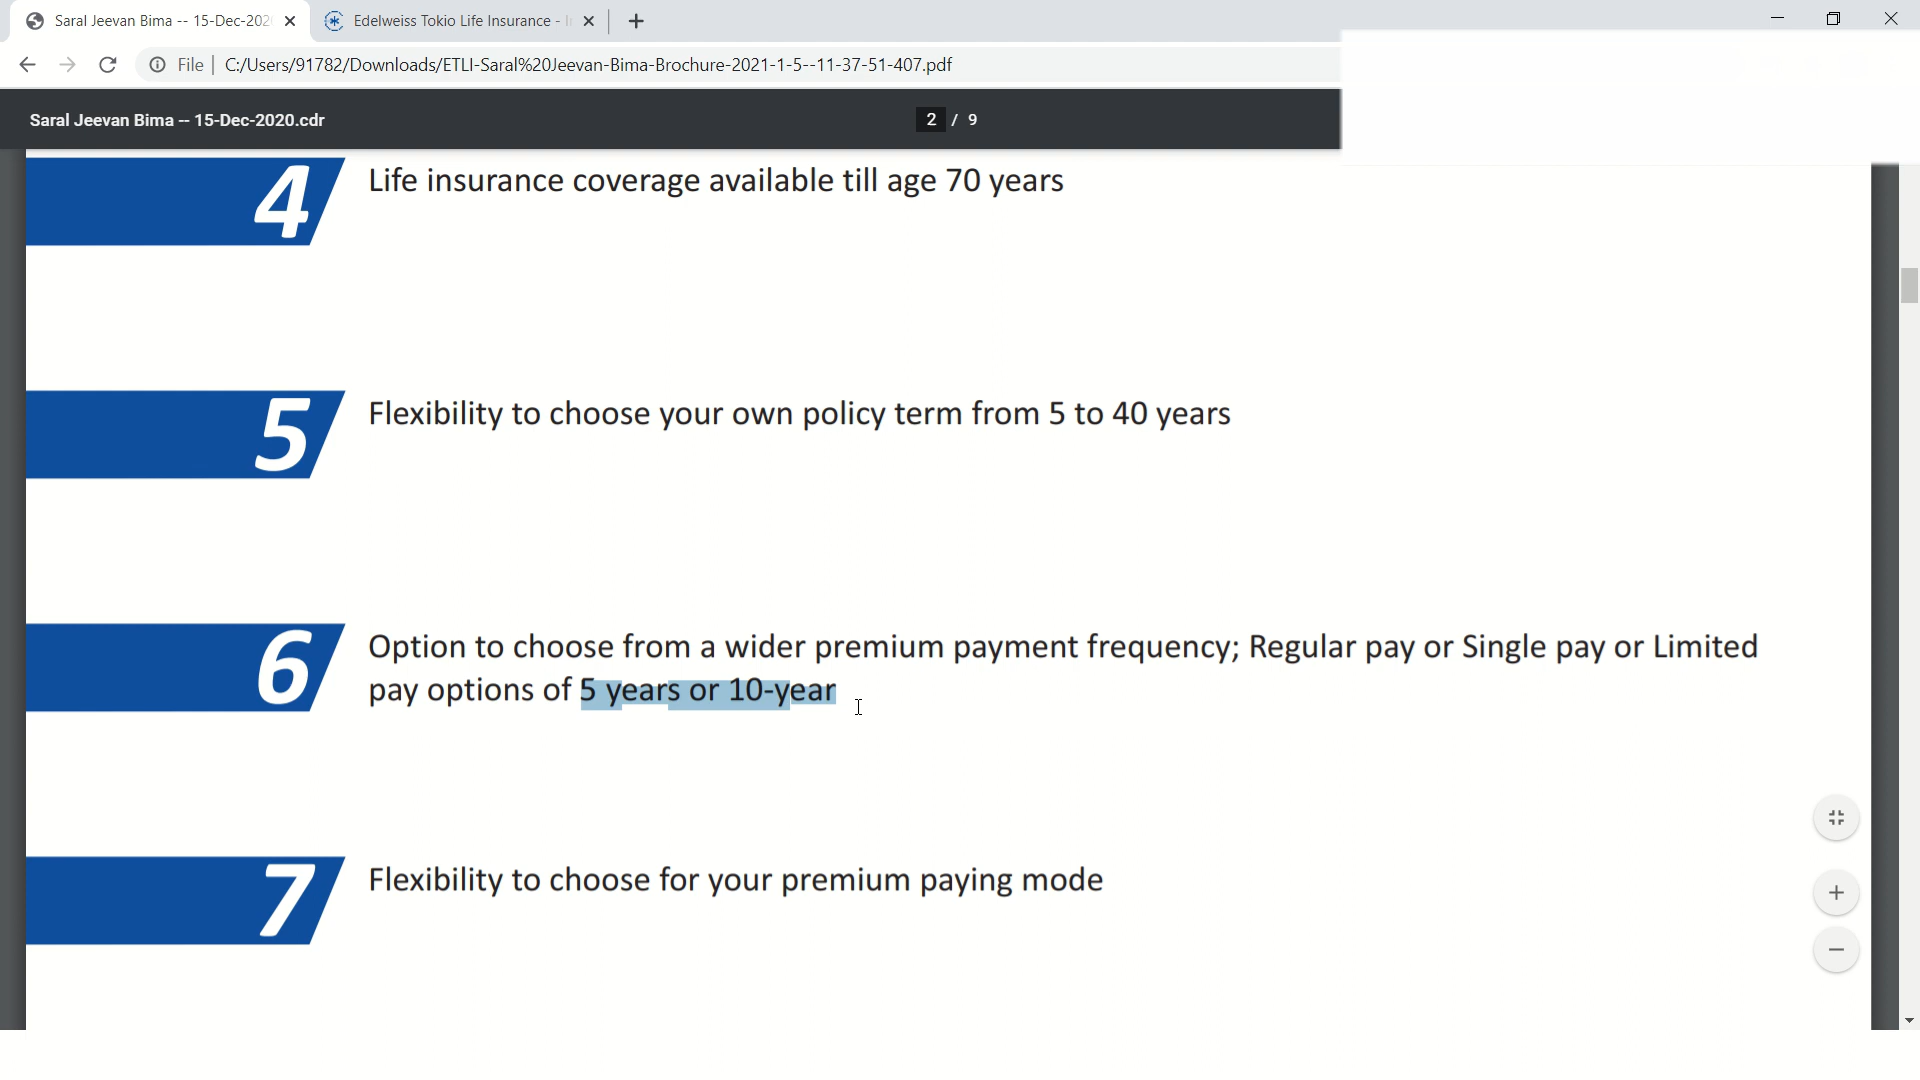 Saral Jeevan Bima -- 15-Dec-202
Edelweiss Tokio Life Insurance -
File | C:/Users/91782/Downloads/ETLI-Saral%20Jeevan-Bima-Brochure-2021-1-5--11-37-51-407.pdf
Saral Jeevan Bima -- 15-Dec-2020.cdr
2 / 9
4 Life insurance coverage available till age 70 years
5 Flexibility to choose your own policy term from 5 to 40 years
6 Option to choose from a wider premium payment frequency; Regular pay or Single pay or Limited
pay options of 5 years or 10-year
7 Flexibility to choose for your premium paying mode